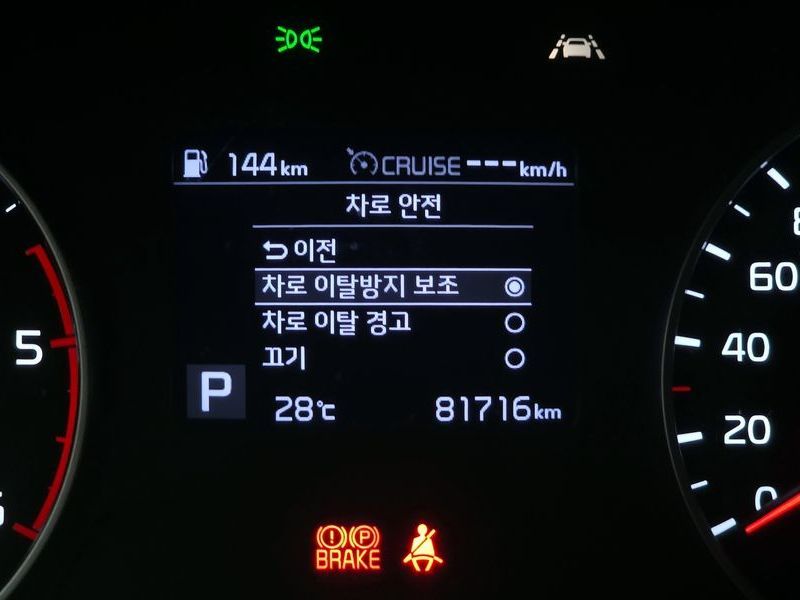 144km CRUISE ---km/h
차로 안전
이전
차로 이탈방지 보조
차로 이탈 경고
끄기
P 28℃ 81716km
5
60
40
20
0
(!) (P)
BRAKE